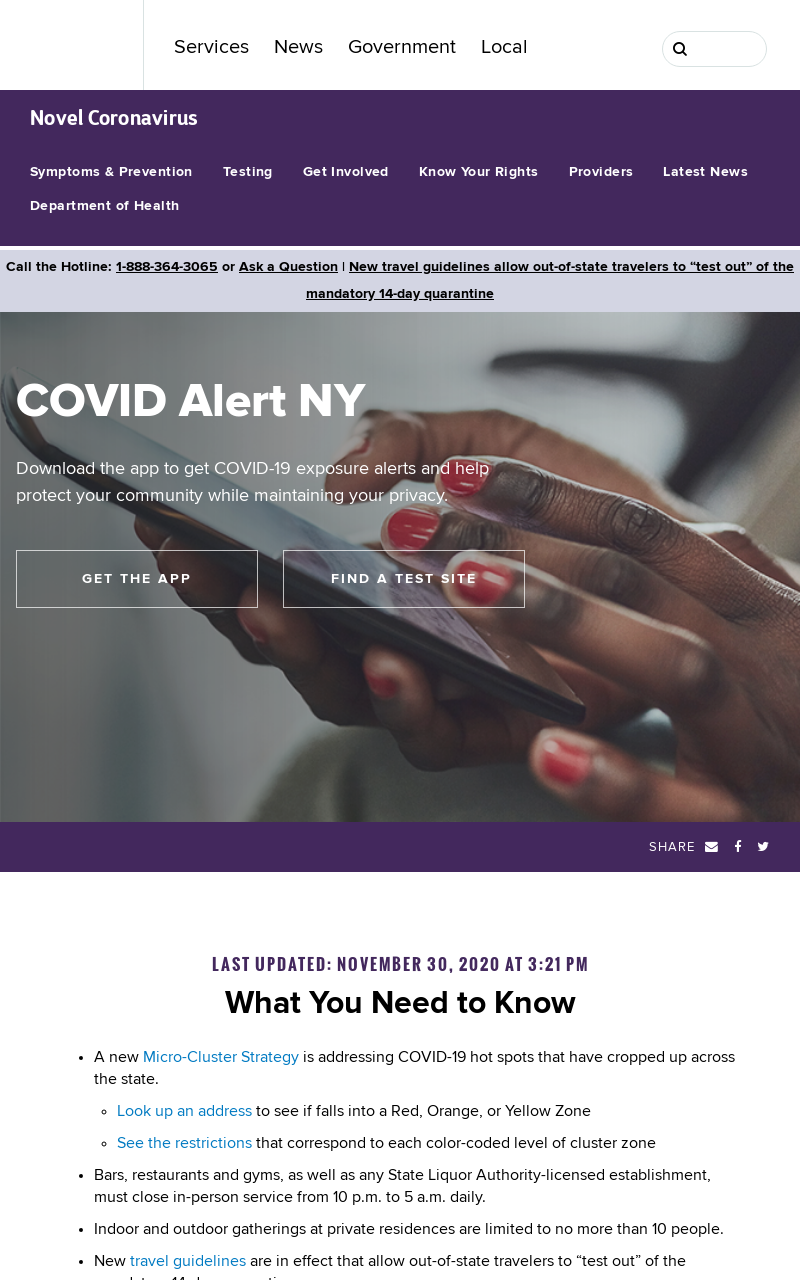 Services News Government Local
Novel Coronavirus
Symptoms & Prevention Testing Get Involved Know Your Rights Providers Latest News
Department of Health
Call the Hotline: 1-888-364-3065 or Ask a Question | New travel guidelines allow out-of-state travelers to “test out” of the
mandatory 14-day quarantine
COVID Alert NY
Download the app to get COVID-19 exposure alerts and help
protect your community while maintaining your privacy.
GET THE APP FIND A TEST SITE
SHARE
LAST UPDATED: NOVEMBER 30, 2020 AT 3:21 PM
What You Need to Know
• A new Micro-Cluster Strategy is addressing COVID-19 hot spots that have cropped up across
the state.
◦ Look up an address to see if falls into a Red, Orange, or Yellow Zone
◦ See the restrictions that correspond to each color-coded level of cluster zone
• Bars, restaurants and gyms, as well as any State Liquor Authority-licensed establishment,
must close in-person service from 10 p.m. to 5 a.m. daily.
• Indoor and outdoor gatherings at private residences are limited to no more than 10 people.
• New travel guidelines are in effect that allow out-of-state travelers to “test out” of the